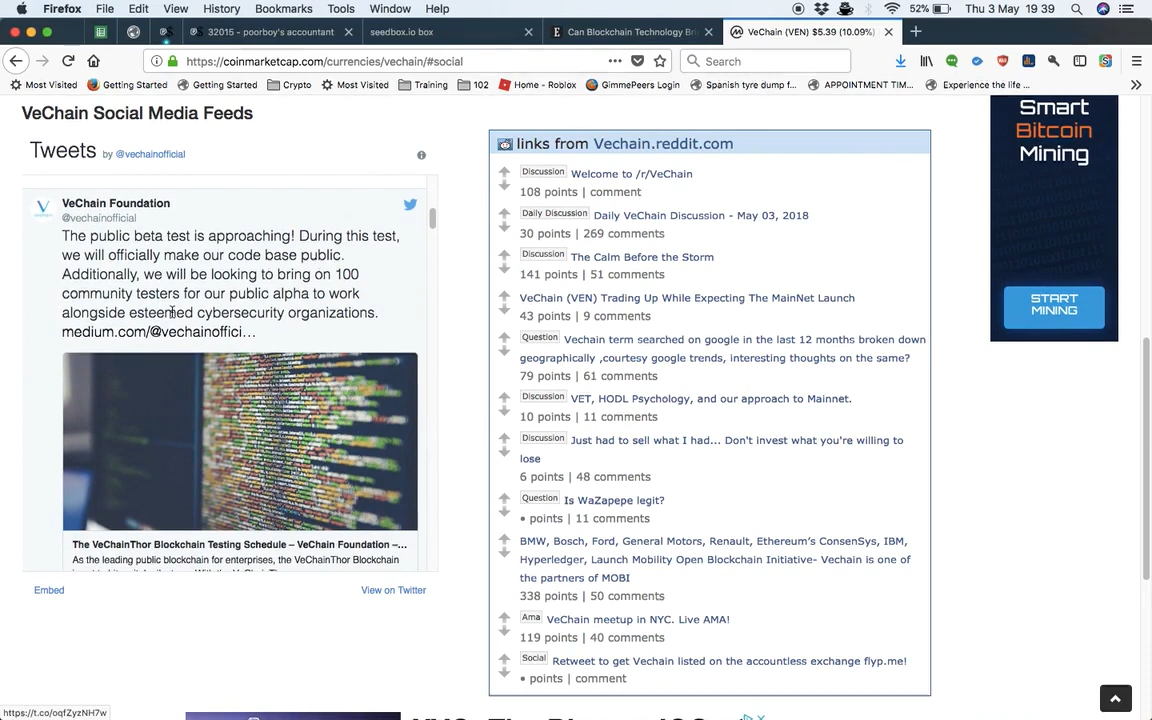 Firefox File Edit View History Bookmarks Tools Window Help
52% Thu 3 May 19 39
32015 - poorboy's accountant
seedbox.io box
Can Blockchain Technology Bri
VeChain (VEN) $5.39 (10.09%)
https://coinmarketcap.com/currencies/vechain/#social
Search
Most Visited Getting Started Getting Started Crypto Most Visited Training 102 Home - Roblox GimmePeers Login Spanish tyre dump f... APPOINTMENT TIM... Experience the life ...
VeChain Social Media Feeds
Tweets by @vechainofficial
VeChain Foundation
@vechainofficial
The public beta test is approaching! During this test,
we will officially make our code base public.
Additionally, we will be looking to bring on 100
community testers for our public alpha to work
alongside esteemed cybersecurity organizations.
medium.com/@vechainoffici…
The VeChainThor Blockchain Testing Schedule – VeChain Foundation –...
As the leading public blockchain for enterprises, the VeChainThor Blockchain
Embed
View on Twitter
links from Vechain.reddit.com
Discussion Welcome to /r/VeChain
108 points | comment
Daily Discussion Daily VeChain Discussion - May 03, 2018
30 points | 269 comments
Discussion The Calm Before the Storm
141 points | 51 comments
VeChain (VEN) Trading Up While Expecting The MainNet Launch
43 points | 9 comments
Question Vechain term searched on google in the last 12 months broken down
geographically ,courtesy google trends, interesting thoughts on the same?
79 points | 61 comments
Discussion VET, HODL Psychology, and our approach to Mainnet.
10 points | 11 comments
Discussion Just had to sell what I had... Don't invest what you're willing to
lose
6 points | 48 comments
Question Is WaZapepe legit?
• points | 11 comments
BMW, Bosch, Ford, General Motors, Renault, Ethereum's ConsenSys, IBM,
Hyperledger, Launch Mobility Open Blockchain Initiative- Vechain is one of
the partners of MOBI
338 points | 50 comments
Ama VeChain meetup in NYC. Live AMA!
119 points | 40 comments
Social Retweet to get Vechain listed on the accountless exchange flyp.me!
• points | comment
Smart
Bitcoin
Mining
START
MINING
https://t.co/oqfZyzNH7w